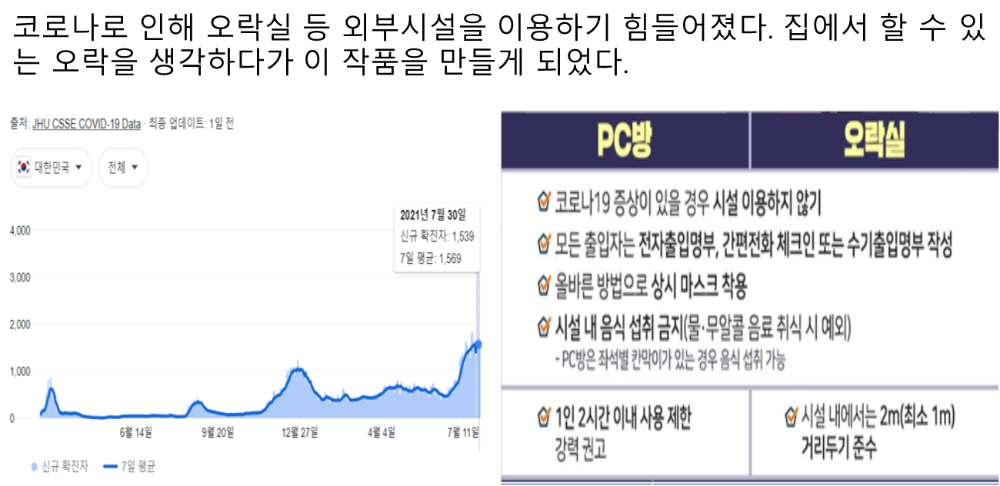 코로나로 인해 오락실 등 외부시설을 이용하기 힘들어졌다. 집에서 할 수 있
는 오락을 생각하다가 이 작품을 만들게 되었다.
출처: JHU CSSE COVID-19 Data · 최종 업데이트: 1일 전
대한민국 전체
2021년 7월 30일
신규 확진자: 1,539
7일 평균: 1,569
4,000
3,000
2,000
1,000
0
6월 14일 9월 20일 12월 27일 4월 4일 7월 11일
신규 확진자 7일 평균
PC방 오락실
코로나19 증상이 있을 경우 시설 이용하지 않기
모든 출입자는 전자출입명부, 간편전화 체크인 또는 수기출입명부 작성
올바른 방법으로 상시 마스크 착용
시설 내 음식 섭취 금지(물·무알콜 음료 취식 시 예외)
- PC방은 좌석별 칸막이가 있는 경우 음식 섭취 가능
1인 2시간 이내 사용 제한
강력 권고
시설 내에서는 2m(최소 1m)
거리두기 준수